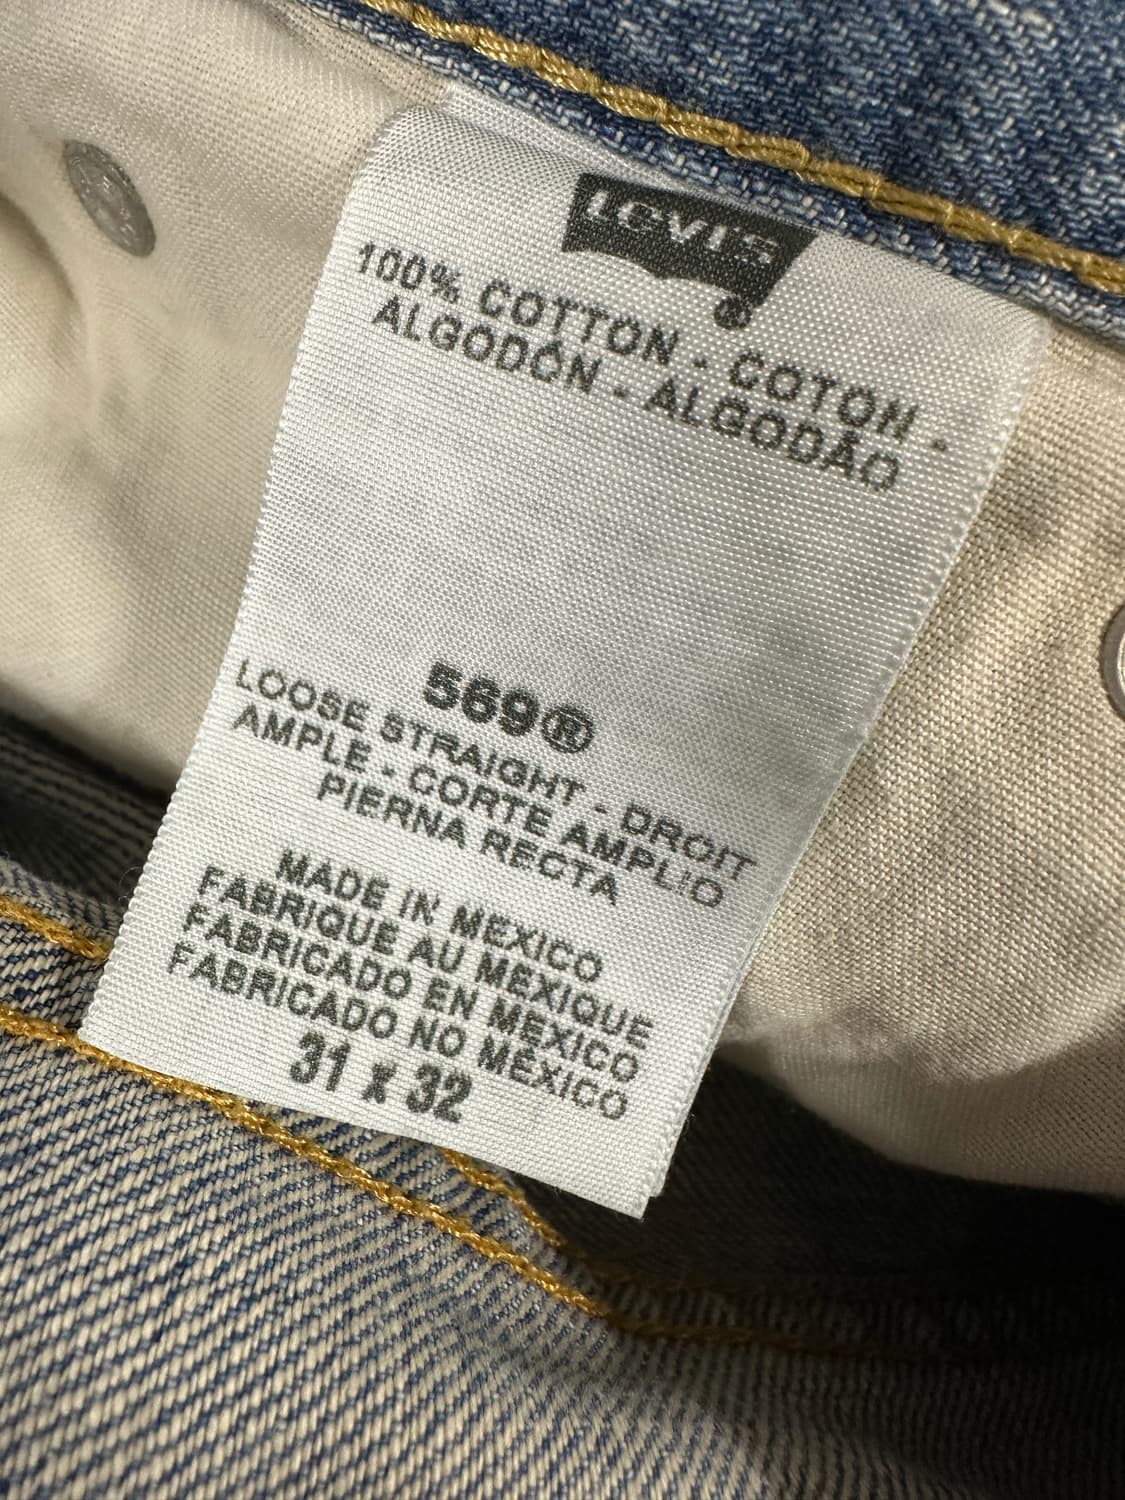 Levi's
®
100% COTTON - COTON -
ALGODÓN - ALGODÃO
569®
LOOSE STRAIGHT - DROIT
AMPLE - CORTE AMPLIO
PIERNA RECTA
MADE IN MEXICO
FABRIQUE AU MEXIQUE
FABRICADO EN MEXICO
FABRICADO NO MÉXICO
31 x 32